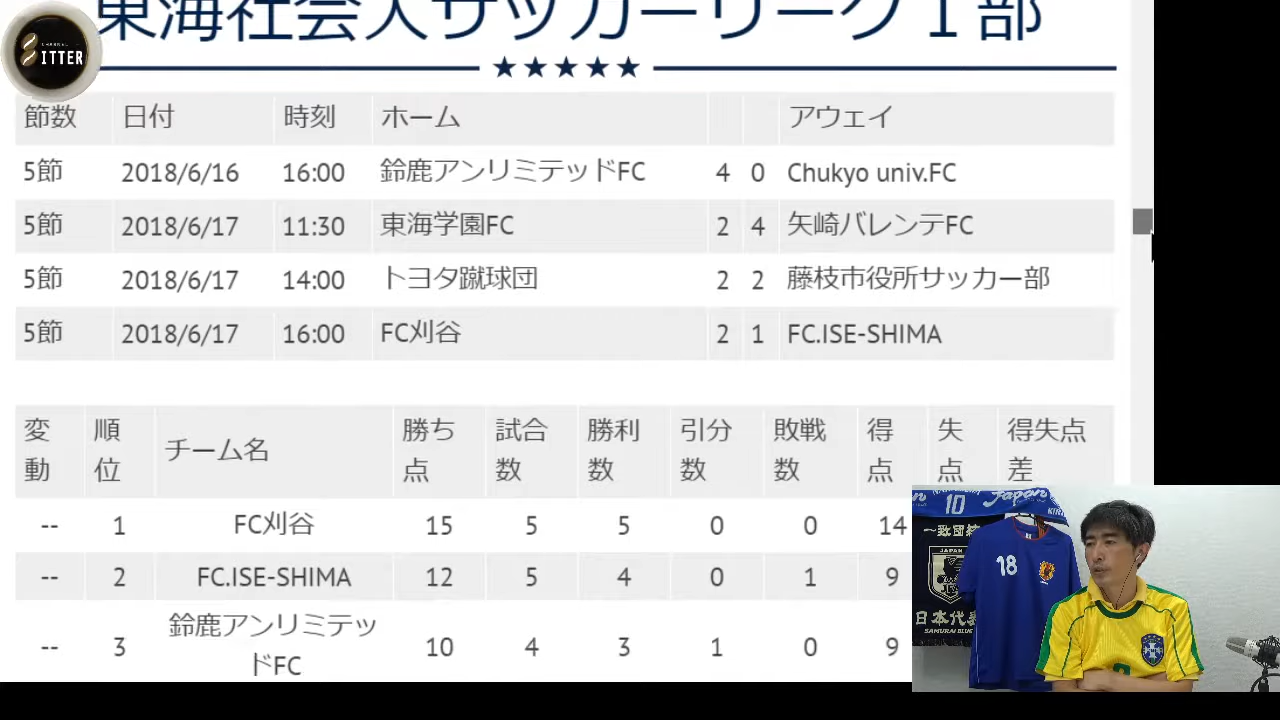 東海社会人サッカーリーグ1部
ITTER
節数 日付 時刻 ホーム アウェイ
5節 2018/6/16 16:00 鈴鹿アンリミテッドFC 4 0 Chukyo univ.FC
5節 2018/6/17 11:30 東海学園FC 2 4 矢崎バレンテFC
5節 2018/6/17 14:00 トヨタ蹴球団 2 2 藤枝市役所サッカー部
5節 2018/6/17 16:00 FC刈谷 2 1 FC.ISE-SHIMA
変動 順位 チーム名 勝ち点 試合数 勝利数 引分数 敗戦数 得点 失点 得失点差
-- 1 FC刈谷 15 5 5 0 0 14
-- 2 FC.ISE-SHIMA 12 5 4 0 1 9
-- 3 鈴鹿アンリミテッ
ドFC 10 4 3 1 0 9
10 Japan
18
JAPAN
日本代表
SAMURAI BLUE